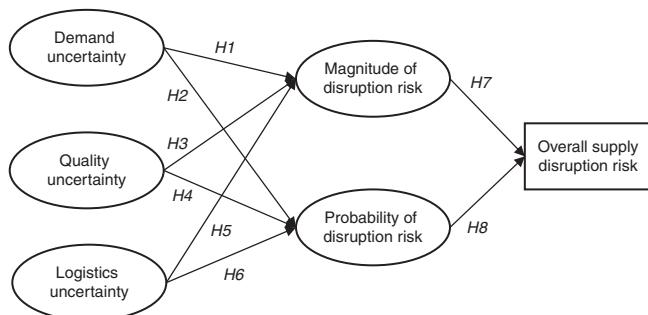 Demand
uncertainty
H1
Magnitude of
disruption risk
H7
H2
H3
Quality
uncertainty
Overall supply
disruption risk
H4
H5
Probability of
disruption risk
H8
H6
Logistics
uncertainty